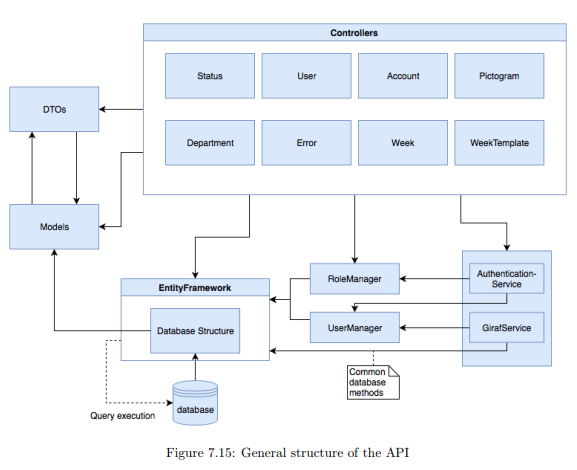 Controllers
Status
User
Account
Pictogram
DTOs
Department
Error
Week
WeekTemplate
Models
Authentication-
Service
RoleManager
EntityFramework
Database Structure
UserManager
GirafService
Common
database
methods
Query execution
database
Figure 7.15: General structure of the API